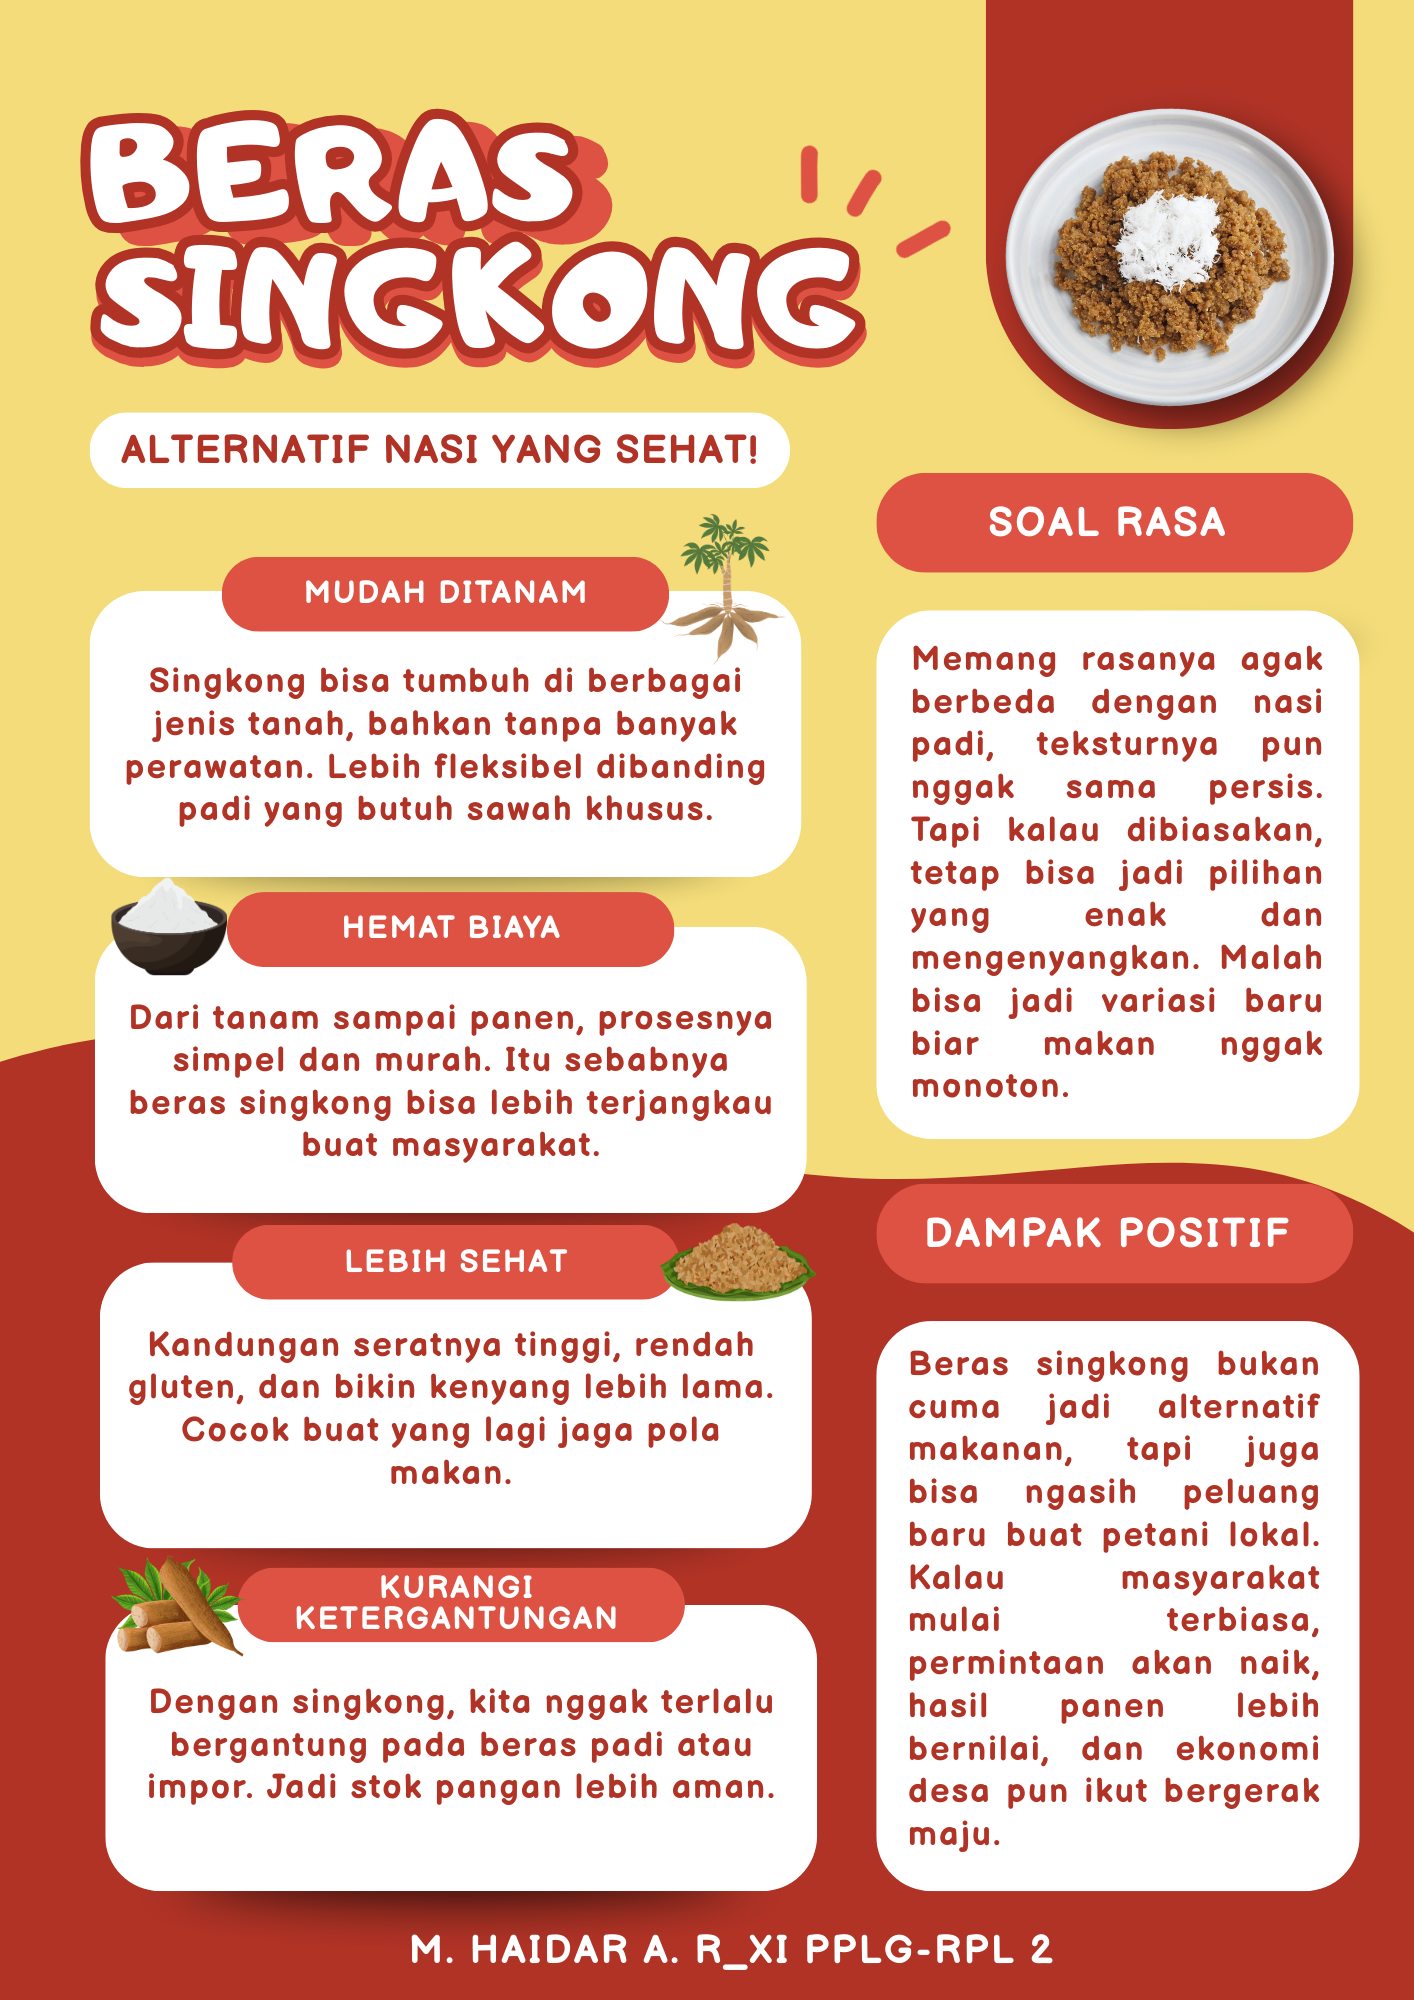 BERAS
SINGKONG
ALTERNATIF NASI YANG SEHAT!
MUDAH DITANAM
Singkong bisa tumbuh di berbagai
jenis tanah, bahkan tanpa banyak
perawatan. Lebih fleksibel dibanding
padi yang butuh sawah khusus.
HEMAT BIAYA
Dari tanam sampai panen, prosesnya
simpel dan murah. Itu sebabnya
beras singkong bisa lebih terjangkau
buat masyarakat.
LEBIH SEHAT
Kandungan seratnya tinggi, rendah
gluten, dan bikin kenyang lebih lama.
Cocok buat yang lagi jaga pola
makan.
KURANGI
KETERGANTUNGAN
Dengan singkong, kita nggak terlalu
bergantung pada beras padi atau
impor. Jadi stok pangan lebih aman.
SOAL RASA
Memang rasanya agak
berbeda dengan nasi
padi, teksturnya pun
nggak sama persis.
Tapi kalau dibiasakan,
tetap bisa jadi pilihan
yang enak dan
mengenyangkan. Malah
bisa jadi variasi baru
biar makan nggak
monoton.
DAMPAK POSITIF
Beras singkong bukan
cuma jadi alternatif
makanan, tapi juga
bisa ngasih peluang
baru buat petani lokal.
Kalau masyarakat
mulai terbiasa,
permintaan akan naik,
hasil panen lebih
bernilai, dan ekonomi
desa pun ikut bergerak
maju.
M. HAIDAR A. R_XI PPLG-RPL 2